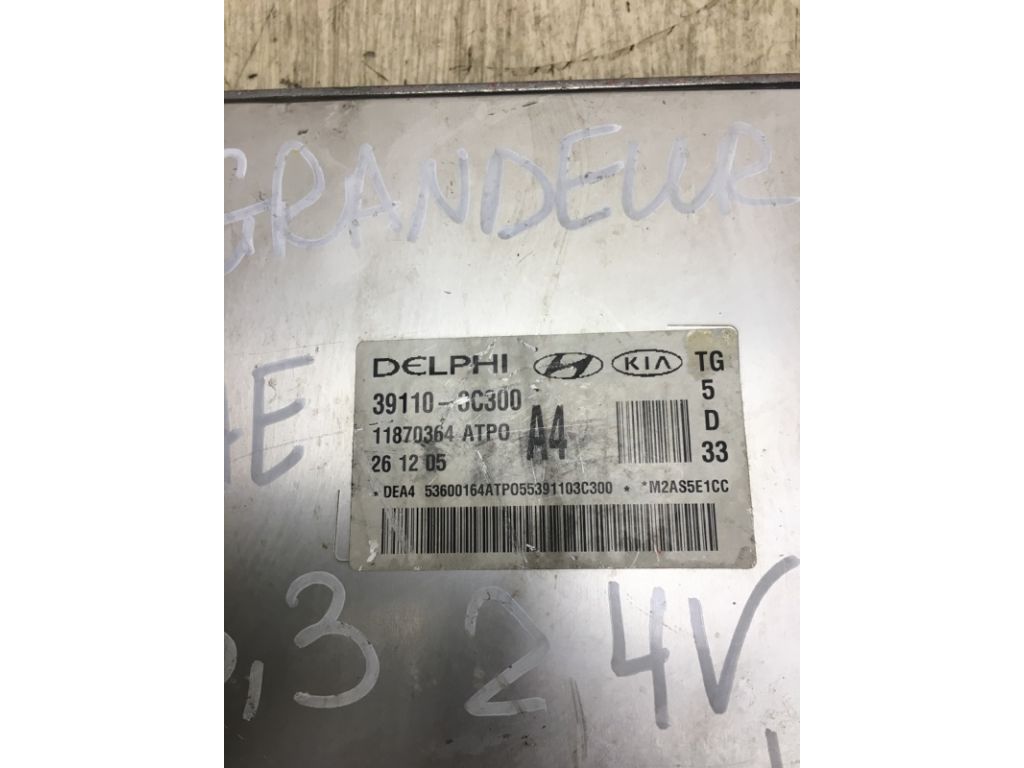 GRANDEUR
DELPHI KIA TG
39110-3C300 5
11870364 ATPO A4 D
26 12 05 33
* DEA4 53600164ATPO55391103C300 * *M2AS5E1CC
,3 24V